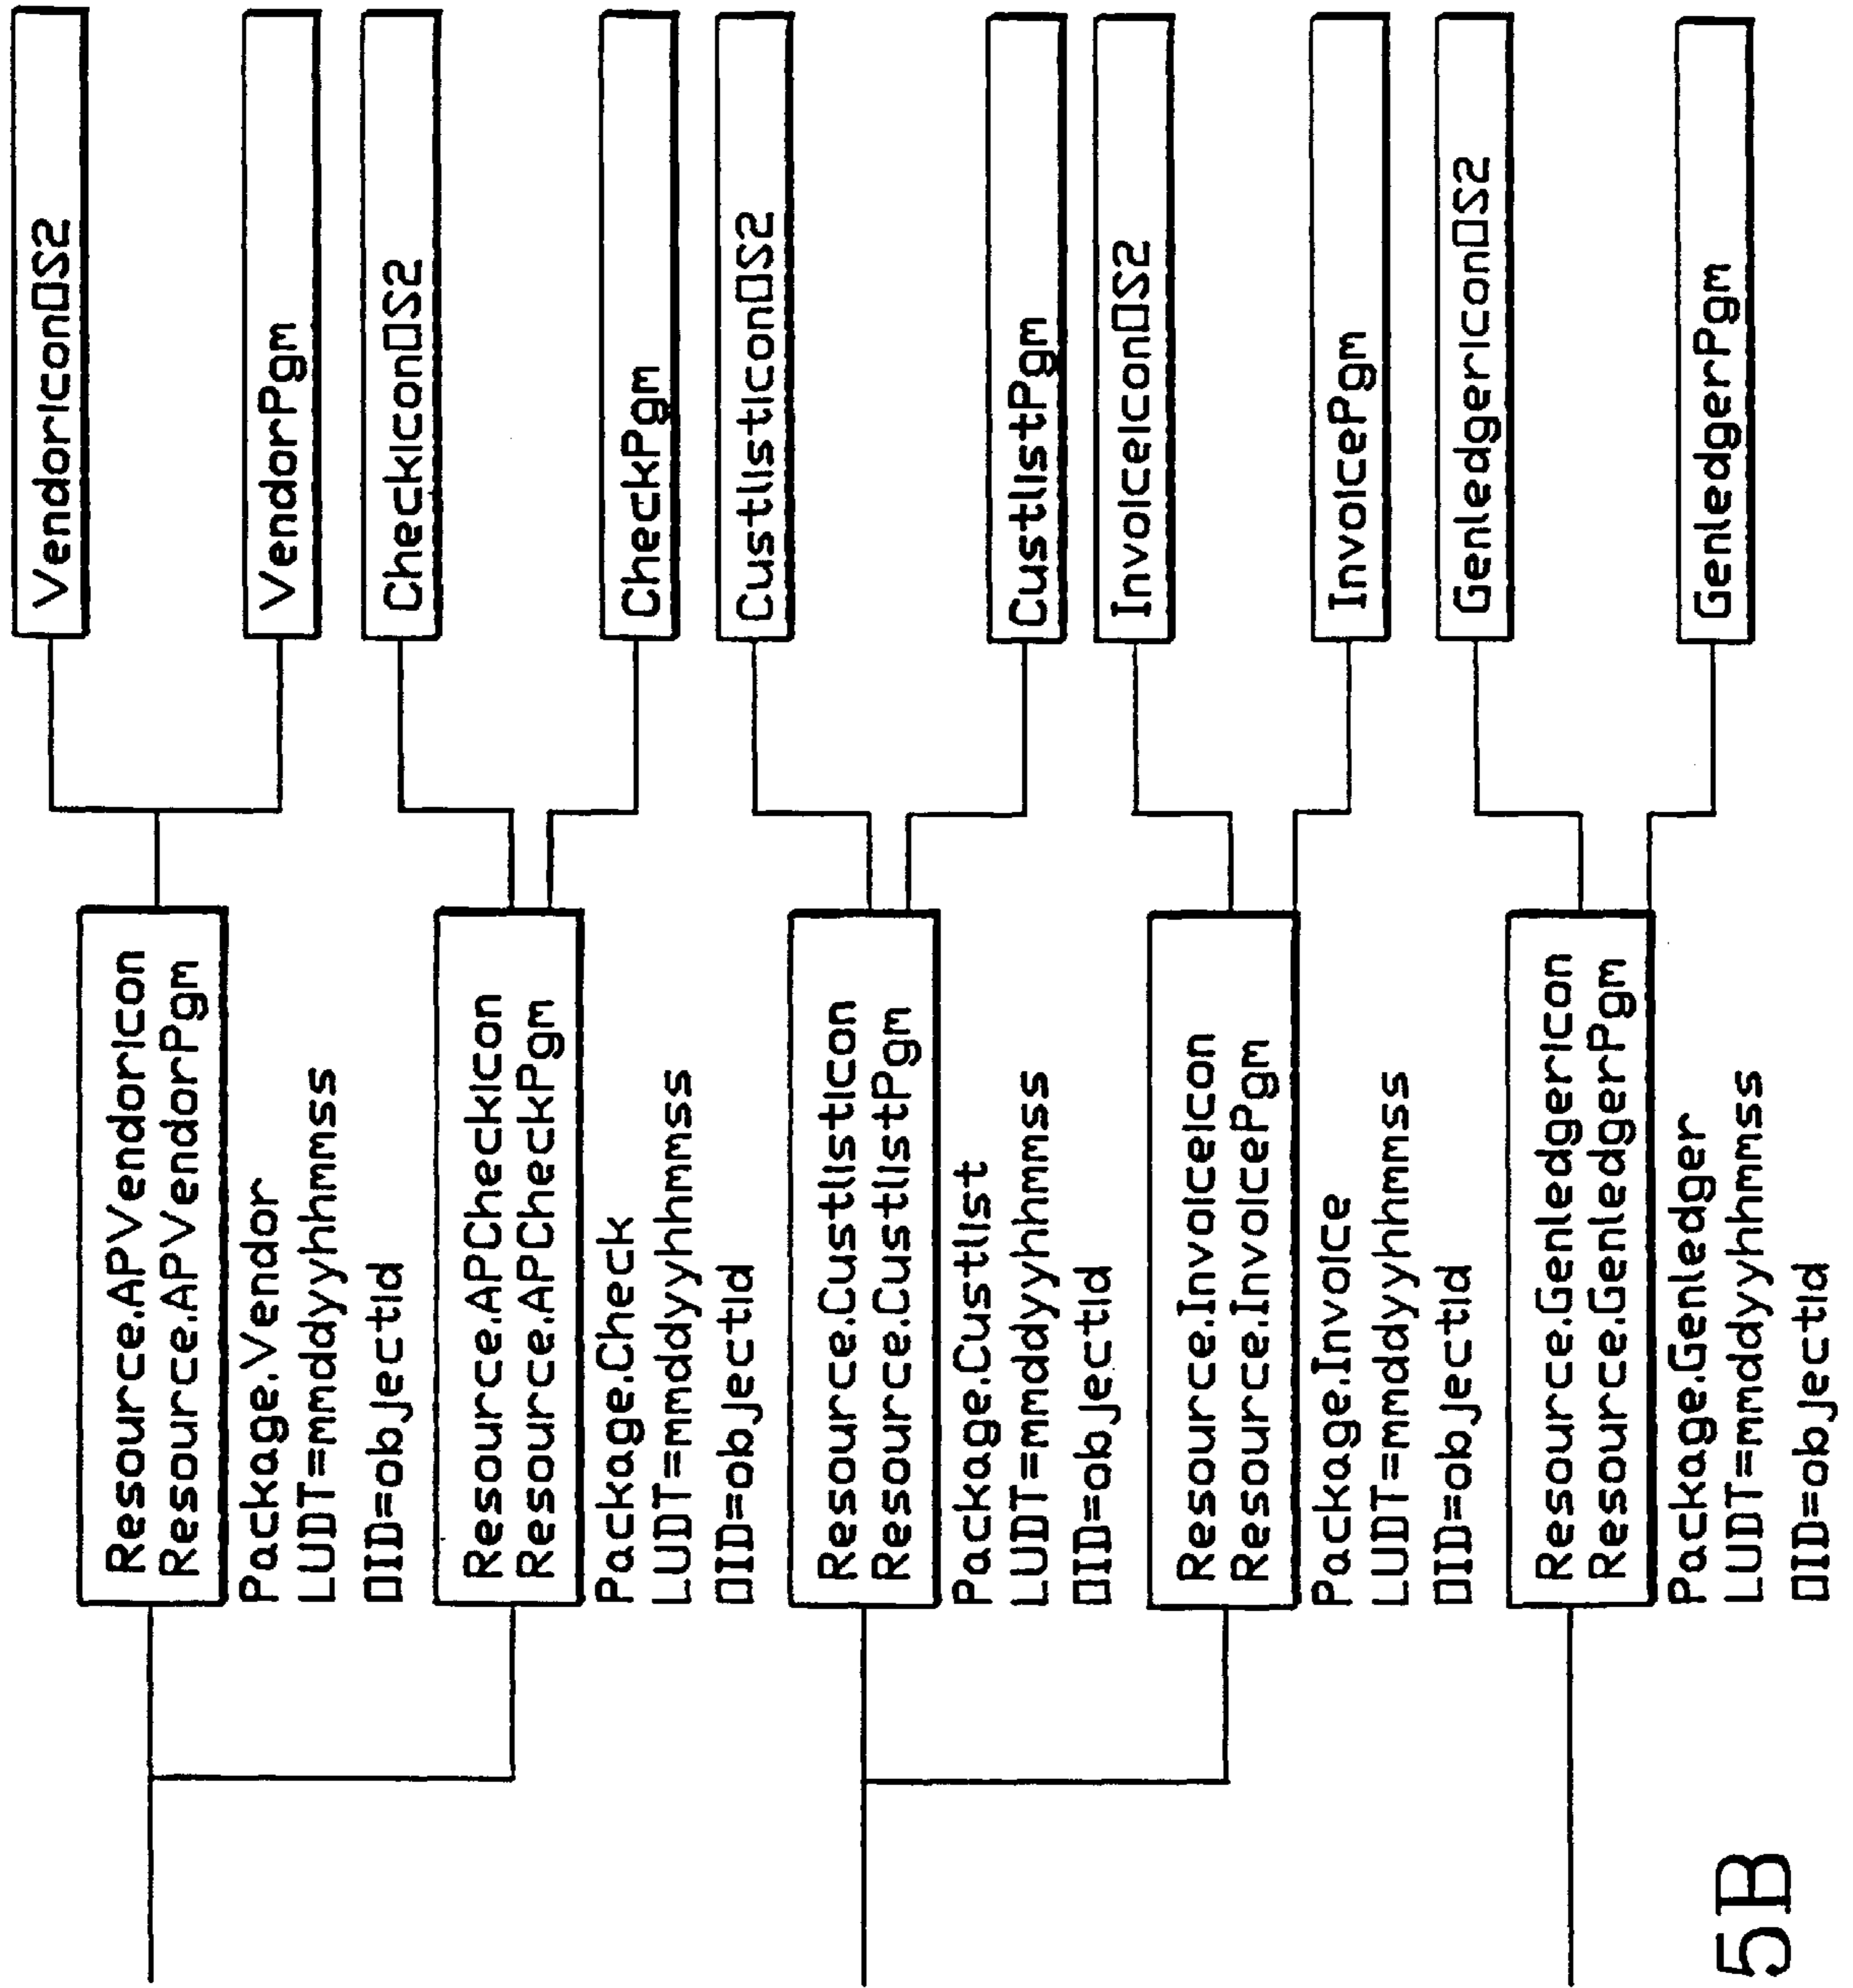 VendorIconOS2
Resource.APVendorIcon
Resource.APVendorPgm
Package.Vendor
LUDT=mmddyyhhmmss
OID=objectId
VendorPgm
CheckIconOS2
Resource.APCheckIcon
Resource.APCheckPgm
Package.Check
LUDT=mmddyyhhmmss
OID=objectId
CheckPgm
CustlistIconOS2
Resource.CustlistIcon
Resource.CustlistPgm
Package.Custlist
LUDT=mmddyyhhmmss
OID=objectId
CustlistPgm
InvoiceIconOS2
Resource.InvoiceIcon
Resource.InvoicePgm
Package.Invoice
LUDT=mmddyyhhmmss
OID=objectId
InvoicePgm
GenledgerIconOS2
Resource.GenledgerIcon
Resource.GenledgerPgm
Package.Genledger
LUDT=mmddyyhhmmss
OID=objectId
GenledgerPgm
5B